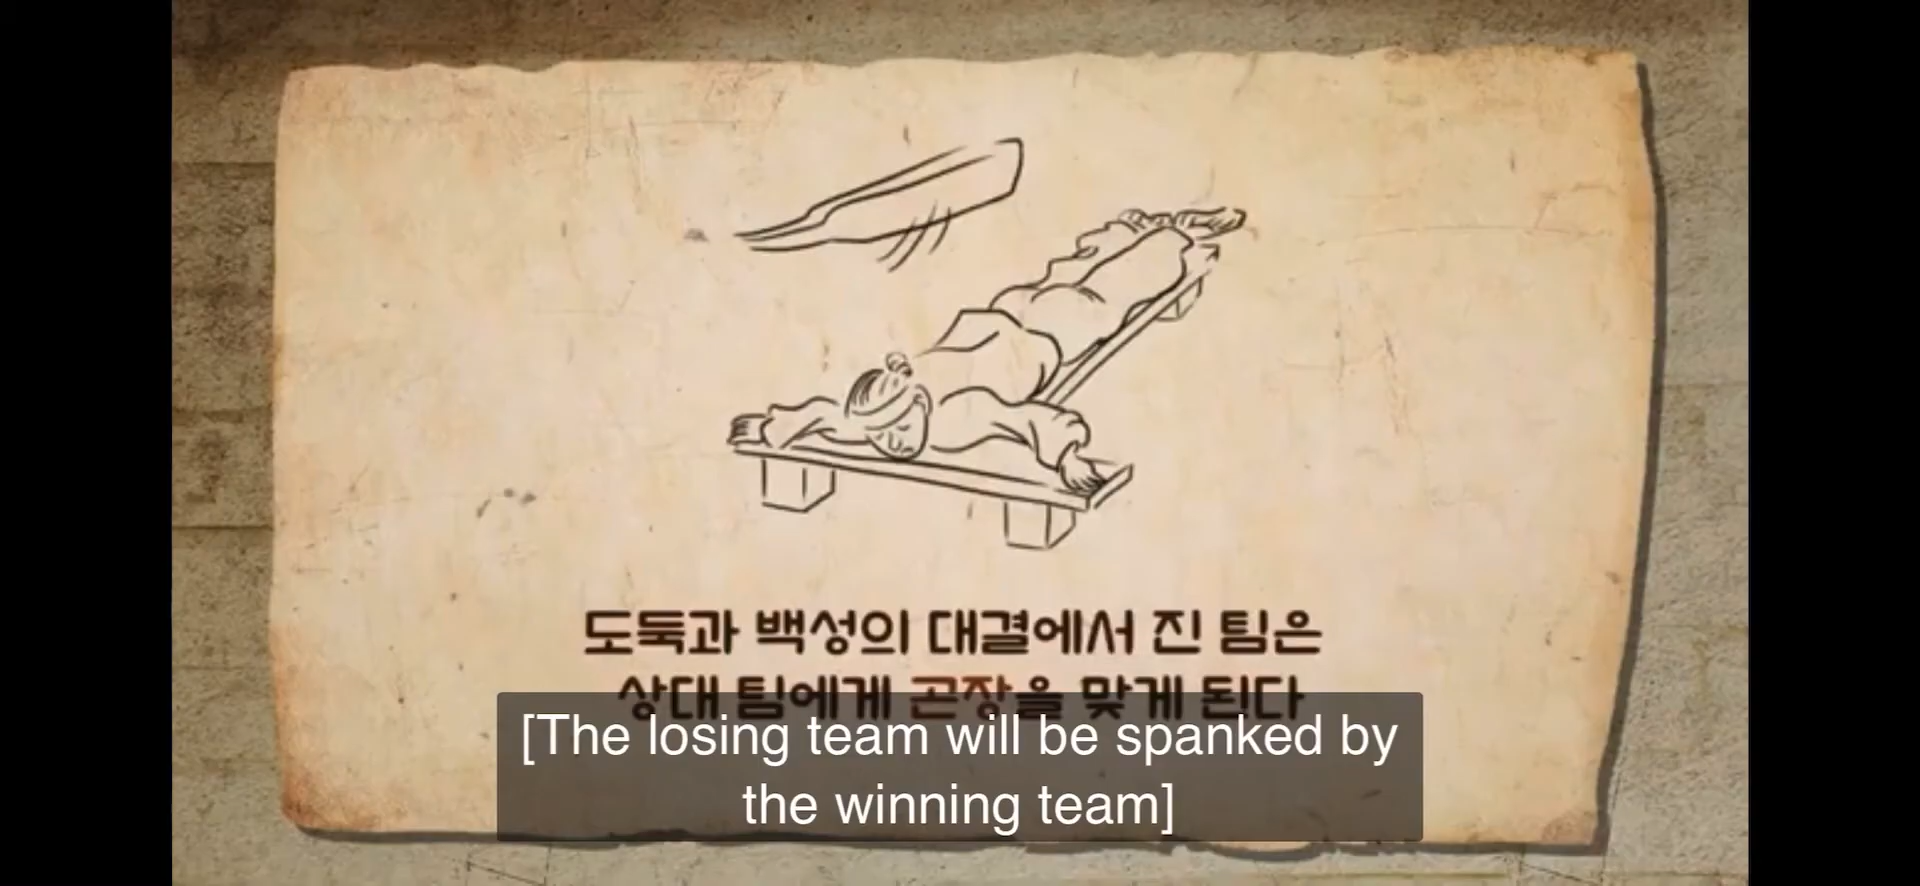 도둑과 백성의 대결에서 진 팀은
상대 팀에게 곤장을 맞게 된다
[The losing team will be spanked by
the winning team]